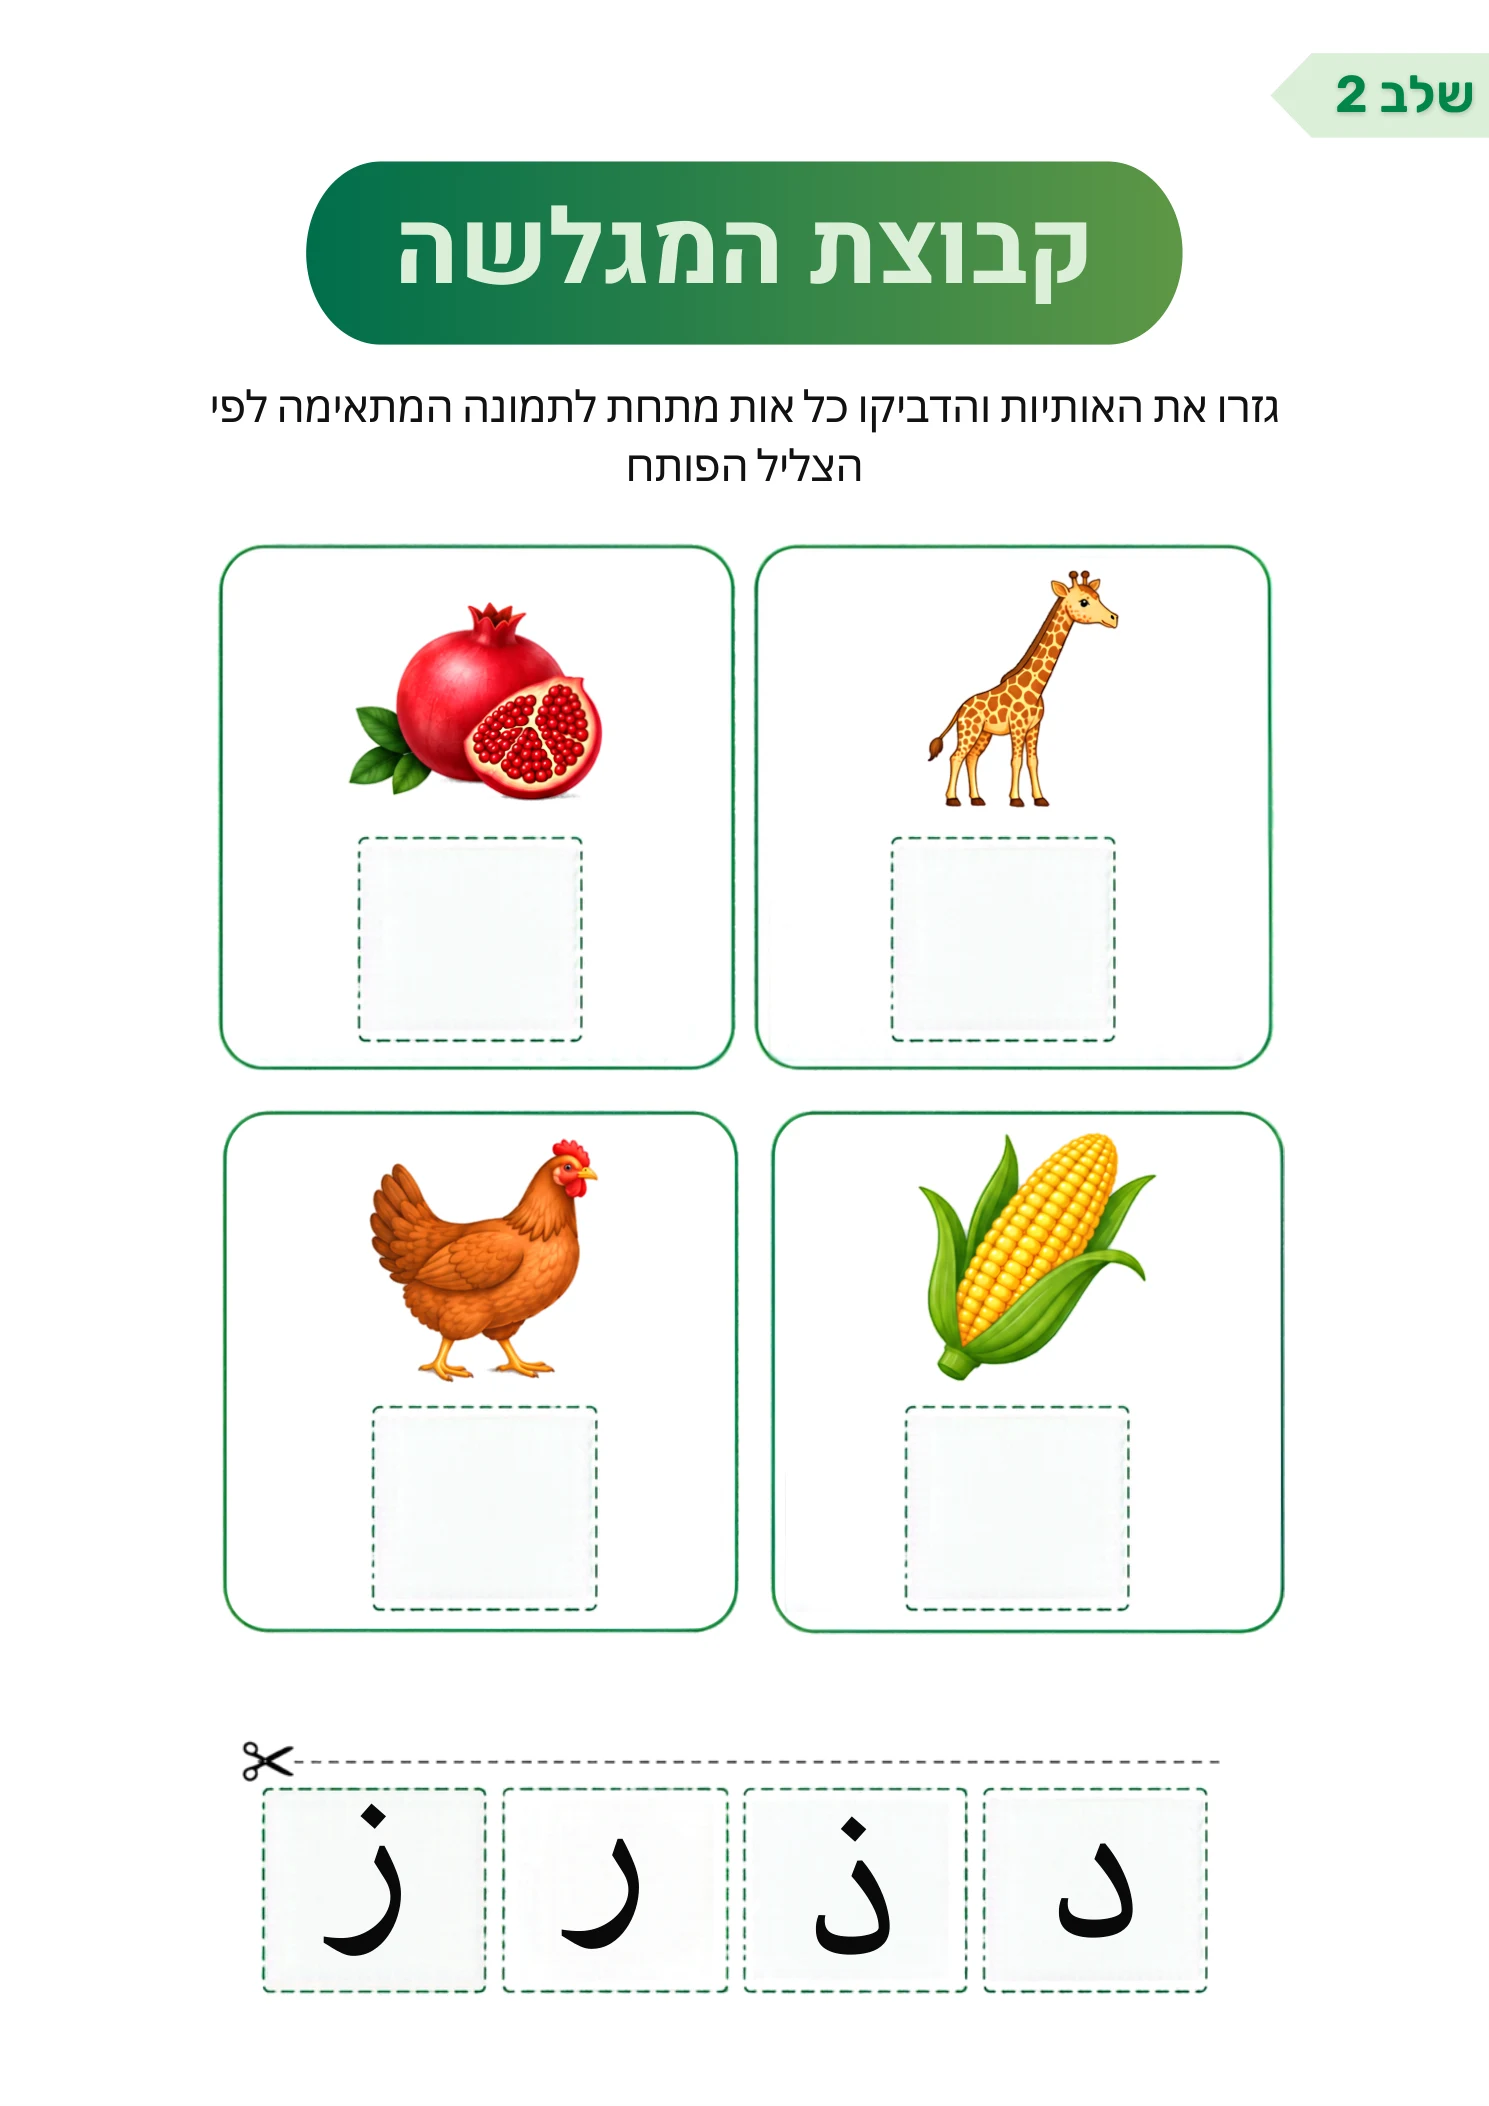 שלב 2
קבוצת המגלשה
גזרו את האותיות והדביקו כל אות מתחת לתמונה המתאימה לפי
הצליל הפותח
د ذ ر ز